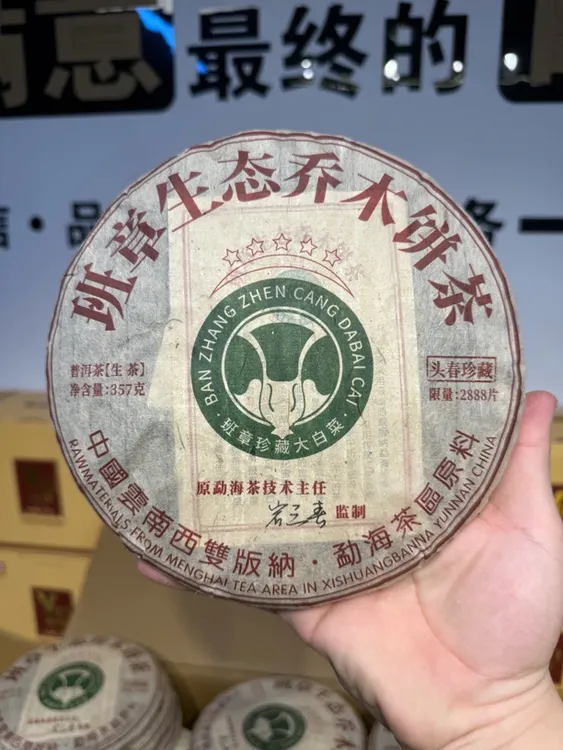 最终的
班章生态乔木饼茶
BAN ZHANG ZHEN CANG DABAI CAI
·班章珍藏大白菜·
普洱茶【生茶】
净含量:357克
头春珍藏
限量:2888片
原勐海茶技术主任
监制
中國雲南西雙版納·勐海茶區原料
RAWMATERIALS FROM MENGHAI TEA AREA IN XISHUANGBANNA YUNNAN CHINA